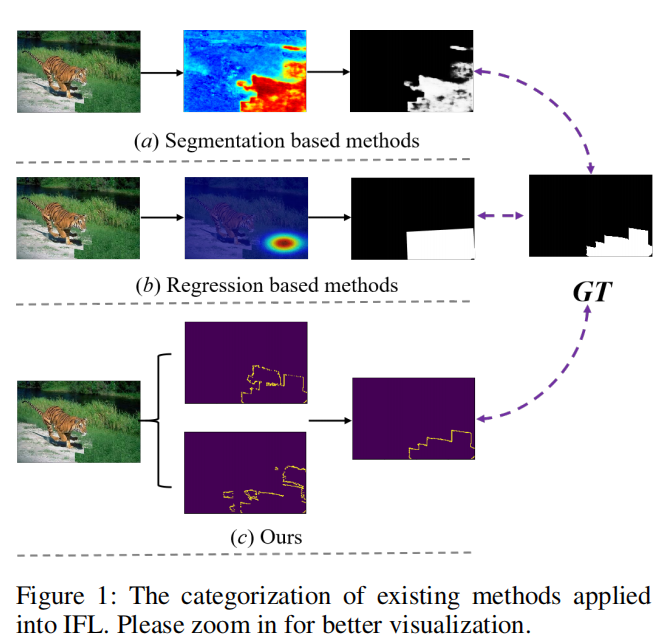 (a) Segmentation based methods
(b) Regression based methods
GT
(c) Ours
Figure 1: The categorization of existing methods applied
into IFL. Please zoom in for better visualization.